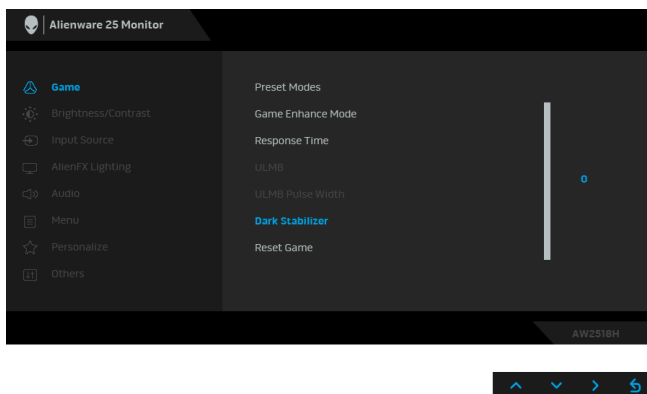 Alienware 25 Monitor
Game
Preset Modes
Brightness/Contrast
Game Enhance Mode
Input Source
Response Time
AlienFX Lighting
ULMB
Audio
ULMB Pulse Width
0
Menu
Dark Stabilizer
Personalize
Reset Game
Others
AW2518H